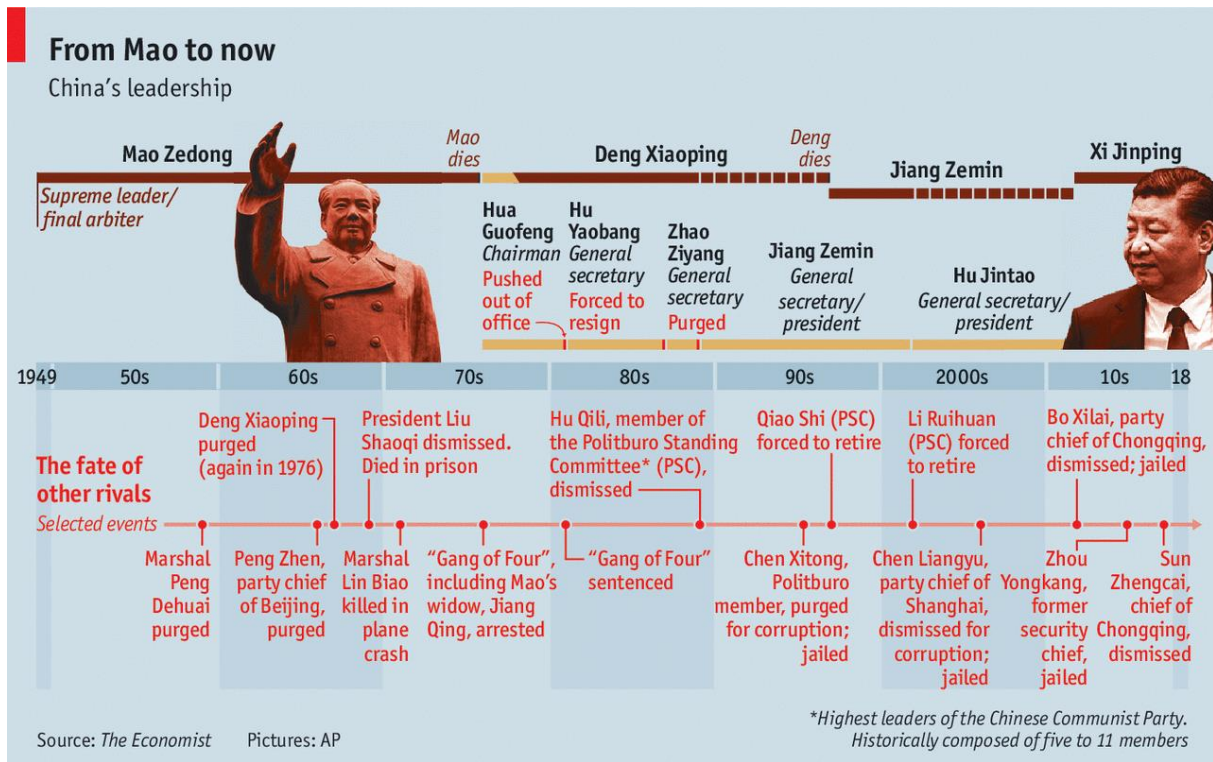 From Mao to now
China's leadership
Mao Zedong
Mao
dies
Deng Xiaoping
Deng
dies
Jiang Zemin
Xi Jinping
Supreme leader/
final arbiter
Hua
Guofeng
Chairman
Pushed
out of
office
Hu
Yaobang
General
secretary
Forced to
resign
Zhao
Ziyang
General
secretary
Purged
Jiang Zemin
General
secretary/
president
Hu Jintao
General secretary/
president
1949 50s 60s 70s 80s 90s 2000s 10s 18
The fate of
other rivals
Selected events
Deng Xiaoping
purged
(again in 1976)
President Liu
Shaoqi dismissed.
Died in prison
Hu Qili, member of
the Politburo Standing
Committee* (PSC),
dismissed
Qiao Shi (PSC)
forced to retire
Li Ruihuan
(PSC) forced
to retire
Bo Xilai, party
chief of Chongqing,
dismissed; jailed
Marshal
Peng
Dehuai
purged
Peng Zhen,
party chief
of Beijing,
purged
Marshal
Lin Biao
killed in
plane
crash
"Gang of Four",
including Mao's
widow, Jiang
Qing, arrested
"Gang of Four"
sentenced
Chen Xitong,
Politburo
member, purged
for corruption;
jailed
Chen Liangyu,
party chief of
Shanghai,
dismissed for
corruption;
jailed
Zhou
Yongkang,
former
security
chief,
jailed
Sun
Zhengcai,
chief of
Chongqing,
dismissed
*Highest leaders of the Chinese Communist Party.
Historically composed of five to 11 members
Source: The Economist Pictures: AP